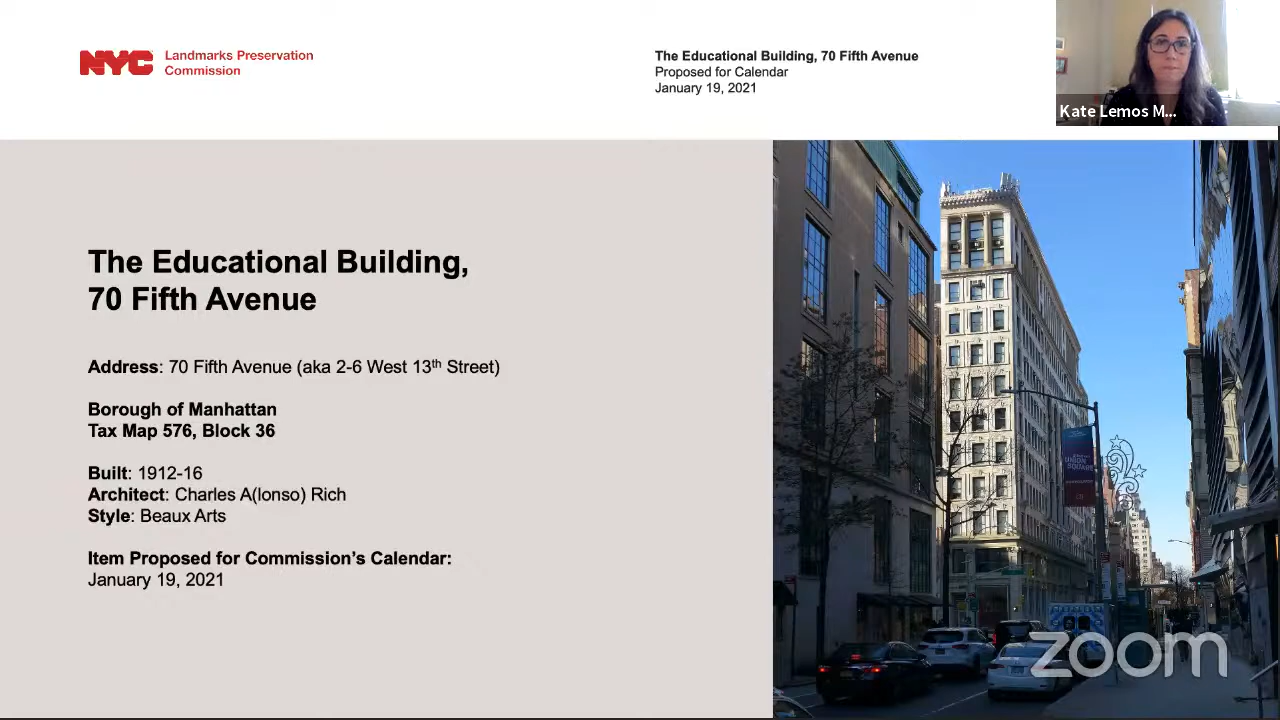 NYC
Landmarks Preservation
Commission
The Educational Building, 70 Fifth Avenue
Proposed for Calendar
January 19, 2021
Kate Lemos M...
The Educational Building,
70 Fifth Avenue
Address: 70 Fifth Avenue (aka 2-6 West 13th Street)
Borough of Manhattan
Tax Map 576, Block 36
Built: 1912-16
Architect: Charles A(lonso) Rich
Style: Beaux Arts
Item Proposed for Commission’s Calendar:
January 19, 2021
UNION
SQUARE
zoom